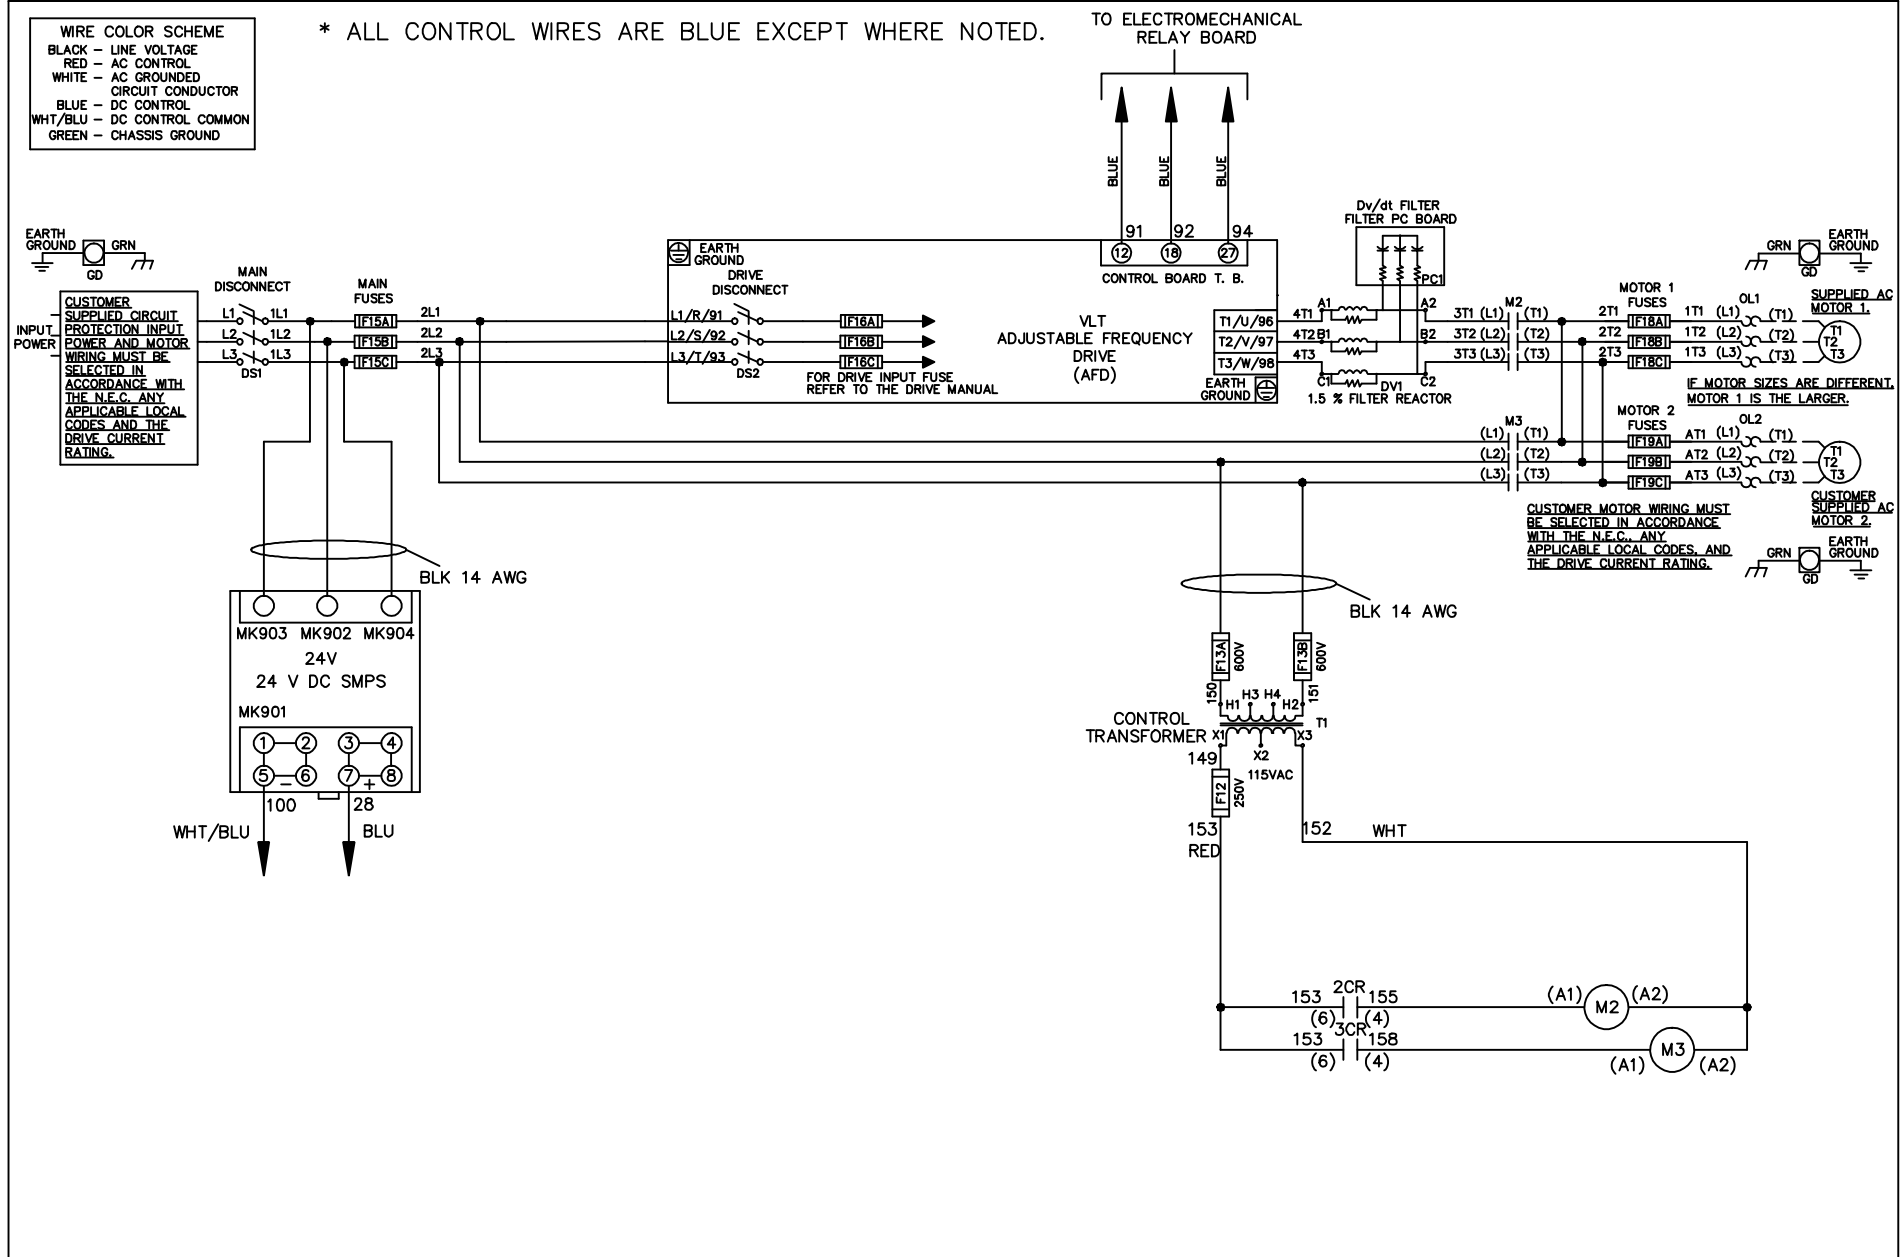 WIRE COLOR SCHEME
BLACK – LINE VOLTAGE
RED – AC CONTROL
WHITE – AC GROUNDED
CIRCUIT CONDUCTOR
BLUE – DC CONTROL
WHT/BLU – DC CONTROL COMMON
GREEN – CHASSIS GROUND
* ALL CONTROL WIRES ARE BLUE EXCEPT WHERE NOTED.
TO ELECTROMECHANICAL
RELAY BOARD
BLUE
BLUE
BLUE
91
92
94
12
18
27
CONTROL BOARD T. B.
EARTH
GROUND
GRN
GD
INPUT
POWER
CUSTOMER
SUPPLIED CIRCUIT
PROTECTION INPUT
POWER AND MOTOR
WIRING MUST BE
SELECTED IN
ACCORDANCE WITH
THE N.E.C. ANY
APPLICABLE LOCAL
CODES AND THE
DRIVE CURRENT
RATING.
MAIN
DISCONNECT
L1 1L1
L2 1L2
L3 1L3
DS1
MAIN
FUSES
F15A
F15B
F15C
2L1
2L2
2L3
EARTH
GROUND
DRIVE
DISCONNECT
L1/R/91
L2/S/92
L3/T/93
DS2
F16A
F16B
F16C
FOR DRIVE INPUT FUSE
REFER TO THE DRIVE MANUAL
VLT
ADJUSTABLE FREQUENCY
DRIVE
(AFD)
T1/U/96
T2/V/97
T3/W/98
EARTH
GROUND
4T1
4T2
4T3
A1
B1
C1
A2
B2
C2
DV1
1.5 % FILTER REACTOR
Dv/dt FILTER
FILTER PC BOARD
PC1
M2
3T1 (L1) (T1)
3T2 (L2) (T2)
3T3 (L3) (T3)
MOTOR 1
FUSES
2T1 F18A 1T1 (L1)
2T2 F18B 1T2 (L2)
2T3 F18C 1T3 (L3)
OL1
(T1)
(T2)
(T3)
T1
T2
T3
GRN
GD
EARTH
GROUND
SUPPLIED AC
MOTOR 1.
IF MOTOR SIZES ARE DIFFERENT,
MOTOR 1 IS THE LARGER.
M3
(L1) (T1)
(L2) (T2)
(L3) (T3)
MOTOR 2
FUSES
F19A AT1 (L1)
F19B AT2 (L2)
F19C AT3 (L3)
OL2
(T1)
(T2)
(T3)
T1
T2
T3
CUSTOMER
SUPPLIED AC
MOTOR 2.
CUSTOMER MOTOR WIRING MUST
BE SELECTED IN ACCORDANCE
WITH THE N.E.C., ANY
APPLICABLE LOCAL CODES, AND
THE DRIVE CURRENT RATING.
GRN
GD
EARTH
GROUND
BLK 14 AWG
MK903 MK902 MK904
24V
24 V DC SMPS
MK901
1 2 3 4
5 – 6 7 + 8
100
28
WHT/BLU
BLU
BLK 14 AWG
F13A
600V
F13B
600V
150
151
H1 H3 H4 H2
T1
CONTROL
TRANSFORMER
X1
X2
X3
149
115VAC
F12
250V
153
RED
152
WHT
153 2CR 155
(6) (4)
(A1) M2 (A2)
153 3CR 158
(6) (4)
(A1) M3 (A2)